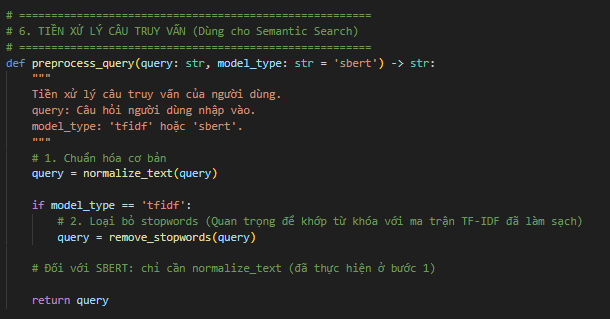 # =======================================================
# 6. TIỀN XỬ LÝ CÂU TRUY VẤN (Dùng cho Semantic Search)
# =======================================================
def preprocess_query(query: str, model_type: str = 'sbert') -> str:
    """
    Tiền xử lý câu truy vấn của người dùng.
    query: Câu hỏi người dùng nhập vào.
    model_type: 'tfidf' hoặc 'sbert'.
    """
    # 1. Chuẩn hóa cơ bản
    query = normalize_text(query)
    if model_type == 'tfidf':
        # 2. Loại bỏ stopwords (Quan trọng để khớp từ khóa với ma trận TF-IDF đã làm sạch)
        query = remove_stopwords(query)
    # Đối với SBERT: chỉ cần normalize_text (đã thực hiện ở bước 1)
    return query